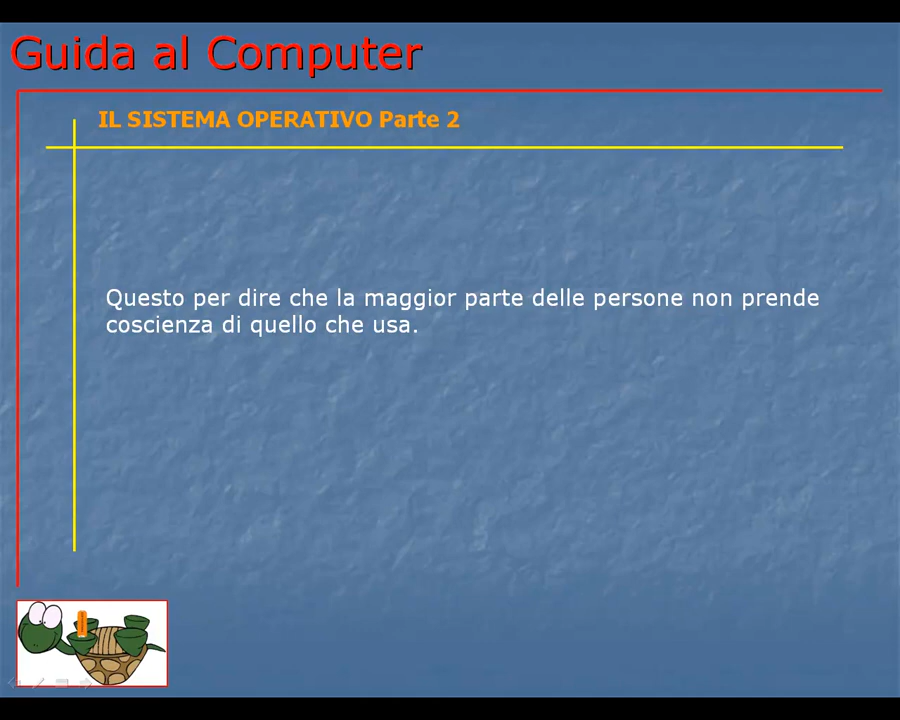 Guida al Computer
IL SISTEMA OPERATIVO Parte 2
Questo per dire che la maggior parte delle persone non prende
coscienza di quello che usa.